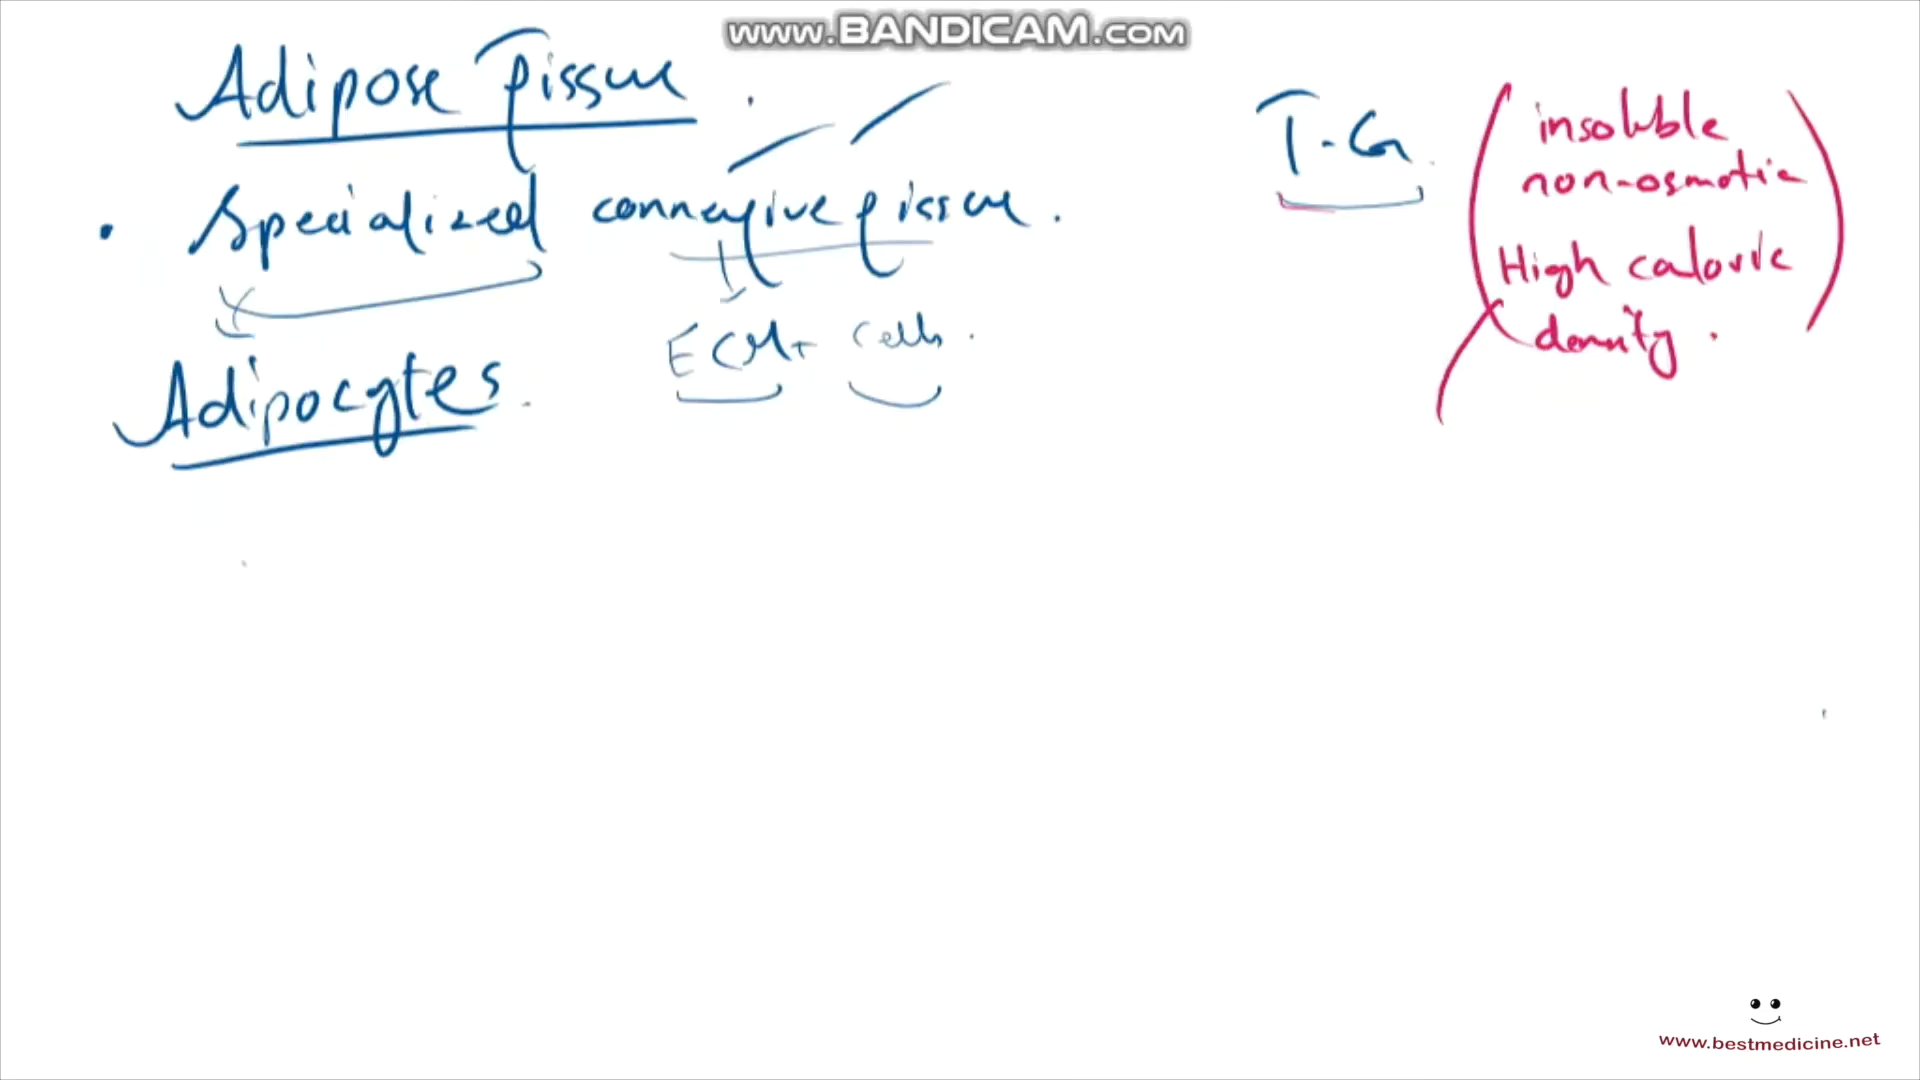 www.BANDICAM.com
Adipose Tissue.
• Specialized connective tissue.
ECM + Cells.
Adipocytes.
T-G.
insoluble
non-osmotic
High caloric
density.
www.bestmedicine.net